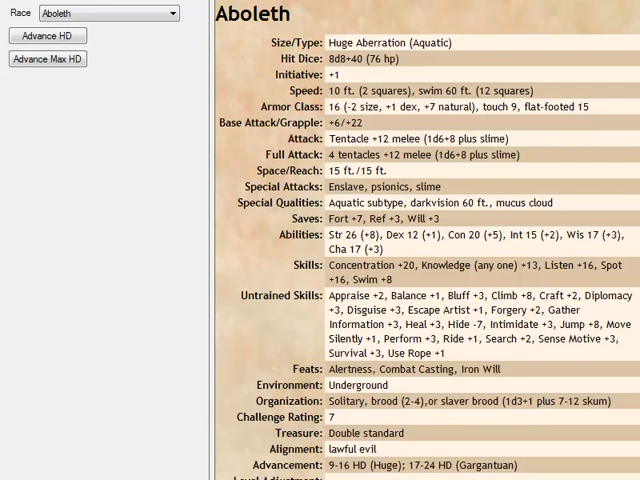 Race
Aboleth
Advance HD
Advance Max HD
Aboleth
Size/Type: Huge Aberration (Aquatic)
Hit Dice: 8d8+40 (76 hp)
Initiative: +1
Speed: 10 ft. (2 squares), swim 60 ft. (12 squares)
Armor Class: 16 (-2 size, +1 dex, +7 natural), touch 9, flat-footed 15
Base Attack/Grapple: +6/+22
Attack: Tentacle +12 melee (1d6+8 plus slime)
Full Attack: 4 tentacles +12 melee (1d6+8 plus slime)
Space/Reach: 15 ft./15 ft.
Special Attacks: Enslave, psionics, slime
Special Qualities: Aquatic subtype, darkvision 60 ft., mucus cloud
Saves: Fort +7, Ref +3, Will +3
Abilities: Str 26 (+8), Dex 12 (+1), Con 20 (+5), Int 15 (+2), Wis 17 (+3),
Cha 17 (+3)
Skills: Concentration +20, Knowledge (any one) +13, Listen +16, Spot
+16, Swim +8
Untrained Skills: Appraise +2, Balance +1, Bluff +3, Climb +8, Craft +2, Diplomacy
+3, Disguise +3, Escape Artist +1, Forgery +2, Gather
Information +3, Heal +3, Hide -7, Intimidate +3, Jump +8, Move
Silently +1, Perform +3, Ride +1, Search +2, Sense Motive +3,
Survival +3, Use Rope +1
Feats: Alertness, Combat Casting, Iron Will
Environment: Underground
Organization: Solitary, brood (2-4),or slaver brood (1d3+1 plus 7-12 skum)
Challenge Rating: 7
Treasure: Double standard
Alignment: lawful evil
Advancement: 9-16 HD (Huge); 17-24 HD (Gargantuan)
Level Adjustment: